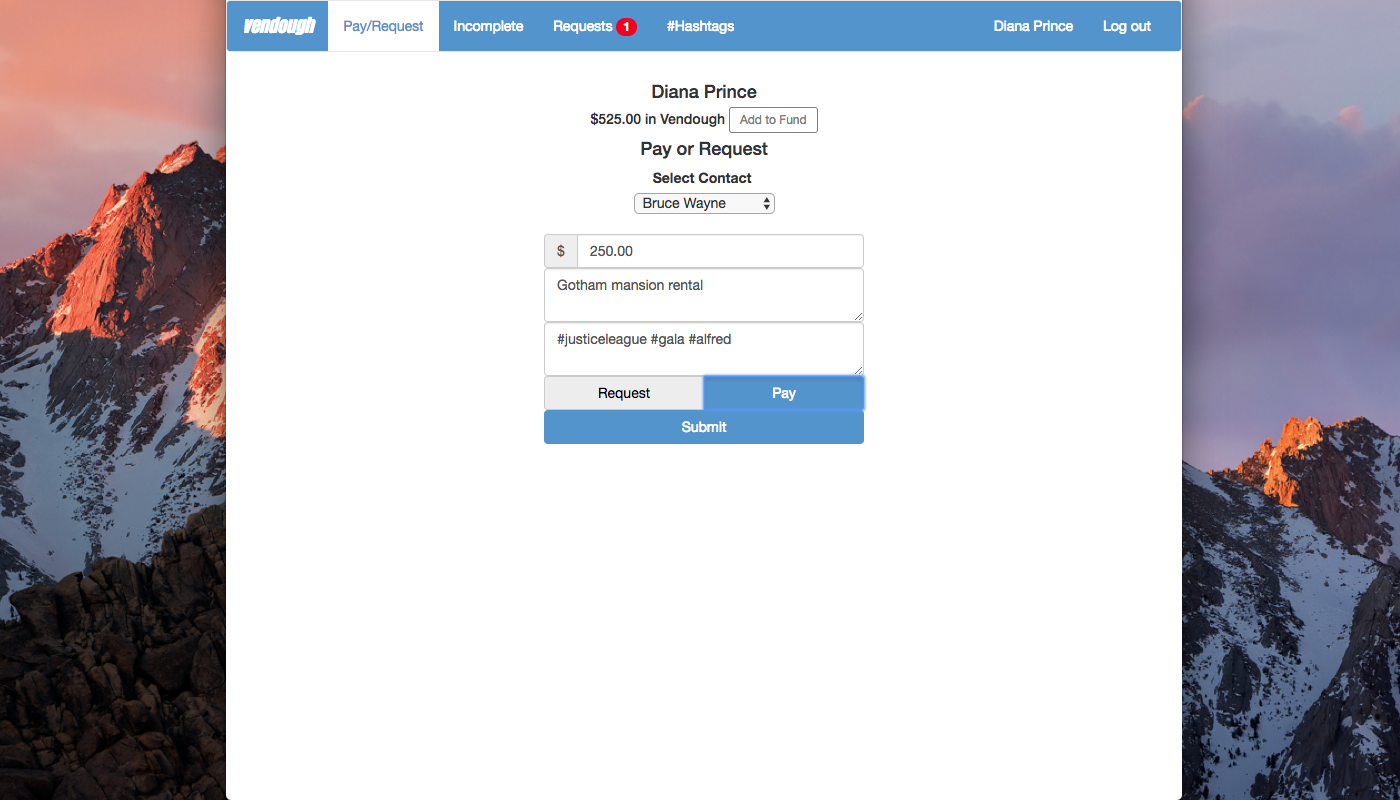 vendough Pay/Request Incomplete Requests 1 #Hashtags Diana Prince Log out
Diana Prince
$525.00 in Vendough Add to Fund
Pay or Request
Select Contact
Bruce Wayne
$ 250.00
Gotham mansion rental
#justiceleague #gala #alfred
Request Pay
Submit